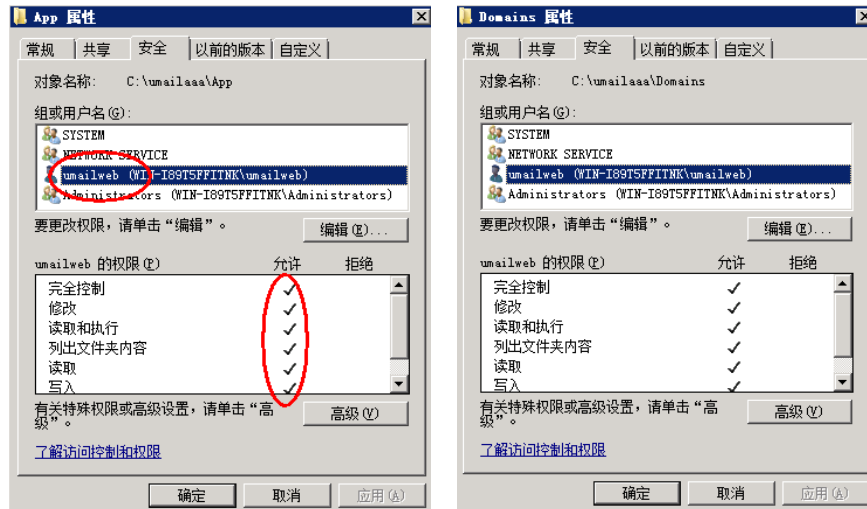 App 属性
常规 共享 安全 以前的版本 自定义
对象名称: C:\umailaaa\App
组或用户名(G):
SYSTEM
NETWORK SERVICE
umailweb (WIN-I89T5FFITNK\umailweb)
Administrators (WIN-I89T5FFITNK\Administrators)
要更改权限，请单击“编辑”。
编辑(E)...
umailweb 的权限(P) 允许 拒绝
完全控制
修改
读取和执行
列出文件夹内容
读取
写入
有关特殊权限或高级设置，请单击“高
级”。
高级(V)
了解访问控制和权限
确定 取消 应用(A)
Domains 属性
常规 共享 安全 以前的版本 自定义
对象名称: C:\umailaaa\Domains
组或用户名(G):
SYSTEM
NETWORK SERVICE
umailweb (WIN-I89T5FFITNK\umailweb)
Administrators (WIN-I89T5FFITNK\Administrators)
要更改权限，请单击“编辑”。
编辑(E)...
umailweb 的权限(P) 允许 拒绝
完全控制
修改
读取和执行
列出文件夹内容
读取
写入
有关特殊权限或高级设置，请单击“高
级”。
高级(V)
了解访问控制和权限
确定 取消 应用(A)